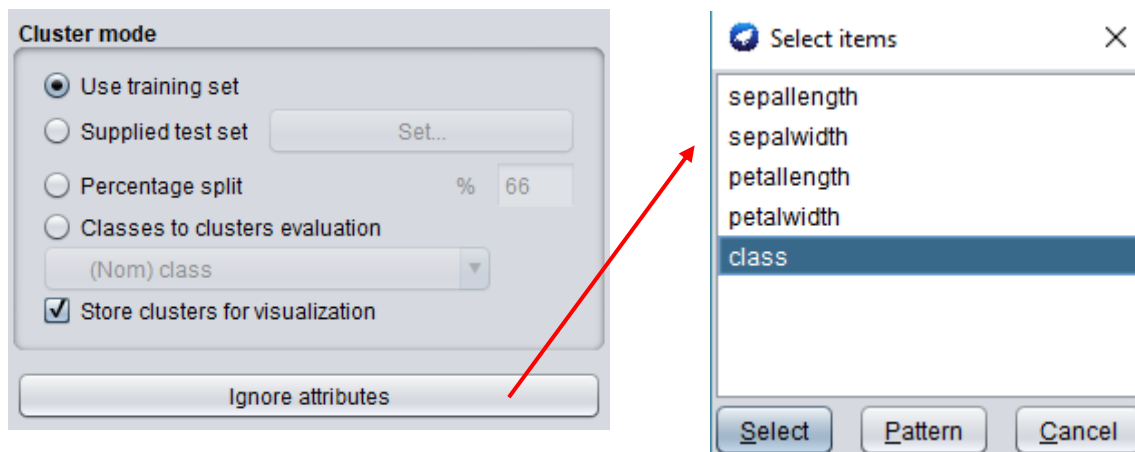 Cluster mode
Use training set
Supplied test set Set...
Percentage split % 66
Classes to clusters evaluation
(Nom) class
Store clusters for visualization
Ignore attributes
Select items
sepallength
sepalwidth
petallength
petalwidth
class
Select Pattern Cancel